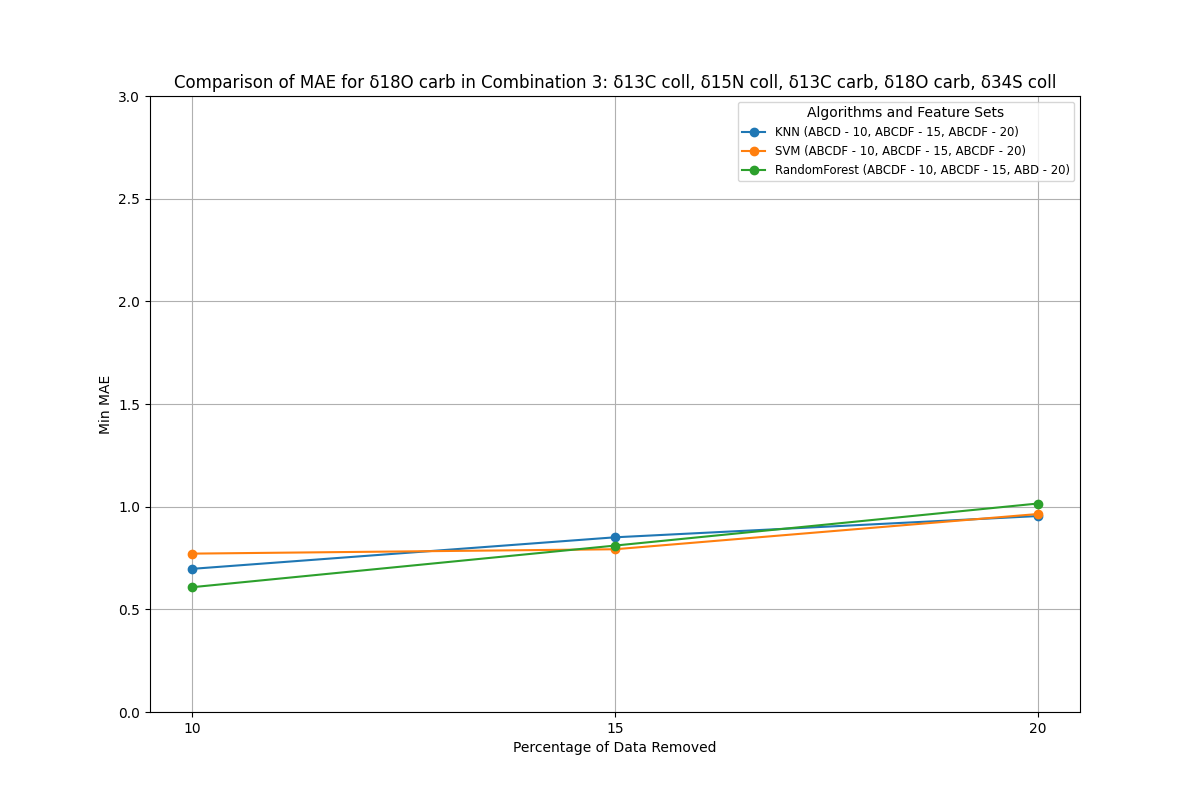 Comparison of MAE for δ18O carb in Combination 3: δ13C coll, δ15N coll, δ13C carb, δ18O carb, δ34S coll
3.0
Algorithms and Feature Sets
KNN (ABCD - 10, ABCDF - 15, ABCDF - 20)
SVM (ABCDF - 10, ABCDF - 15, ABCDF - 20)
RandomForest (ABCDF - 10, ABCDF - 15, ABD - 20)
2.5
2.0
1.5
Min MAE
1.0
0.5
0.0
10 15 20
Percentage of Data Removed